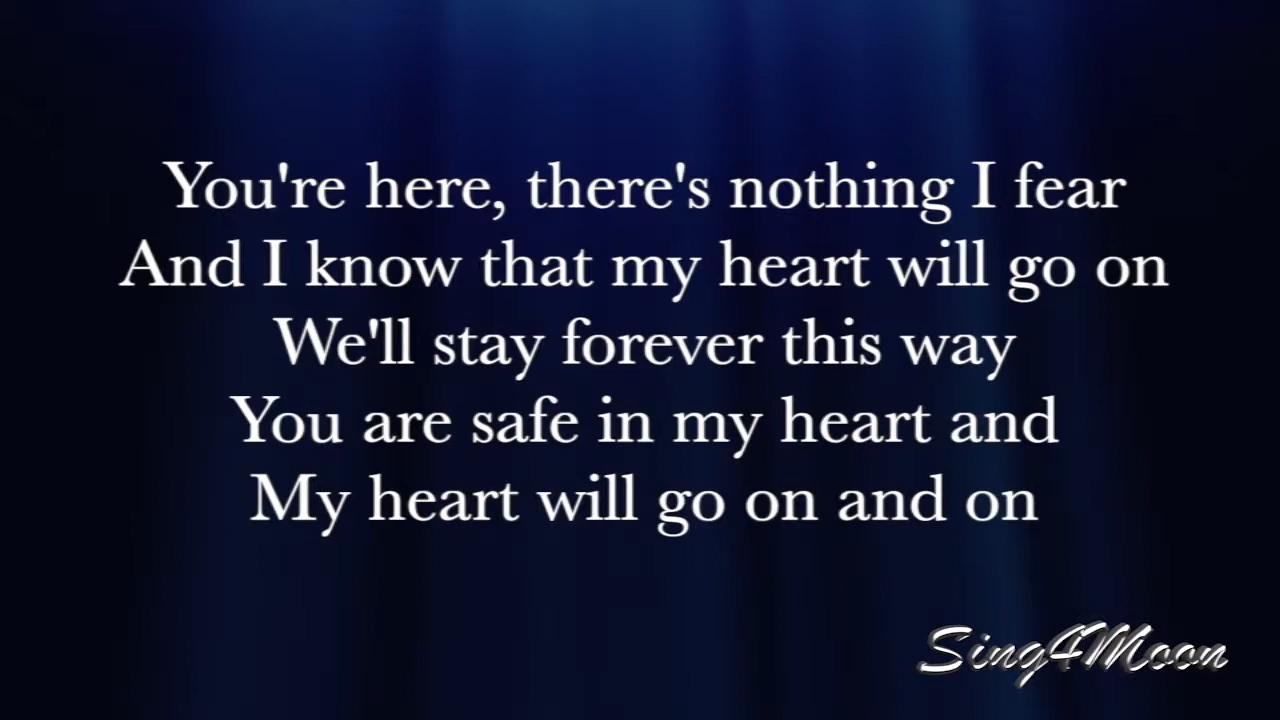 You're here, there's nothing I fear
And I know that my heart will go on
We'll stay forever this way
You are safe in my heart and
My heart will go on and on
Sing4Moon